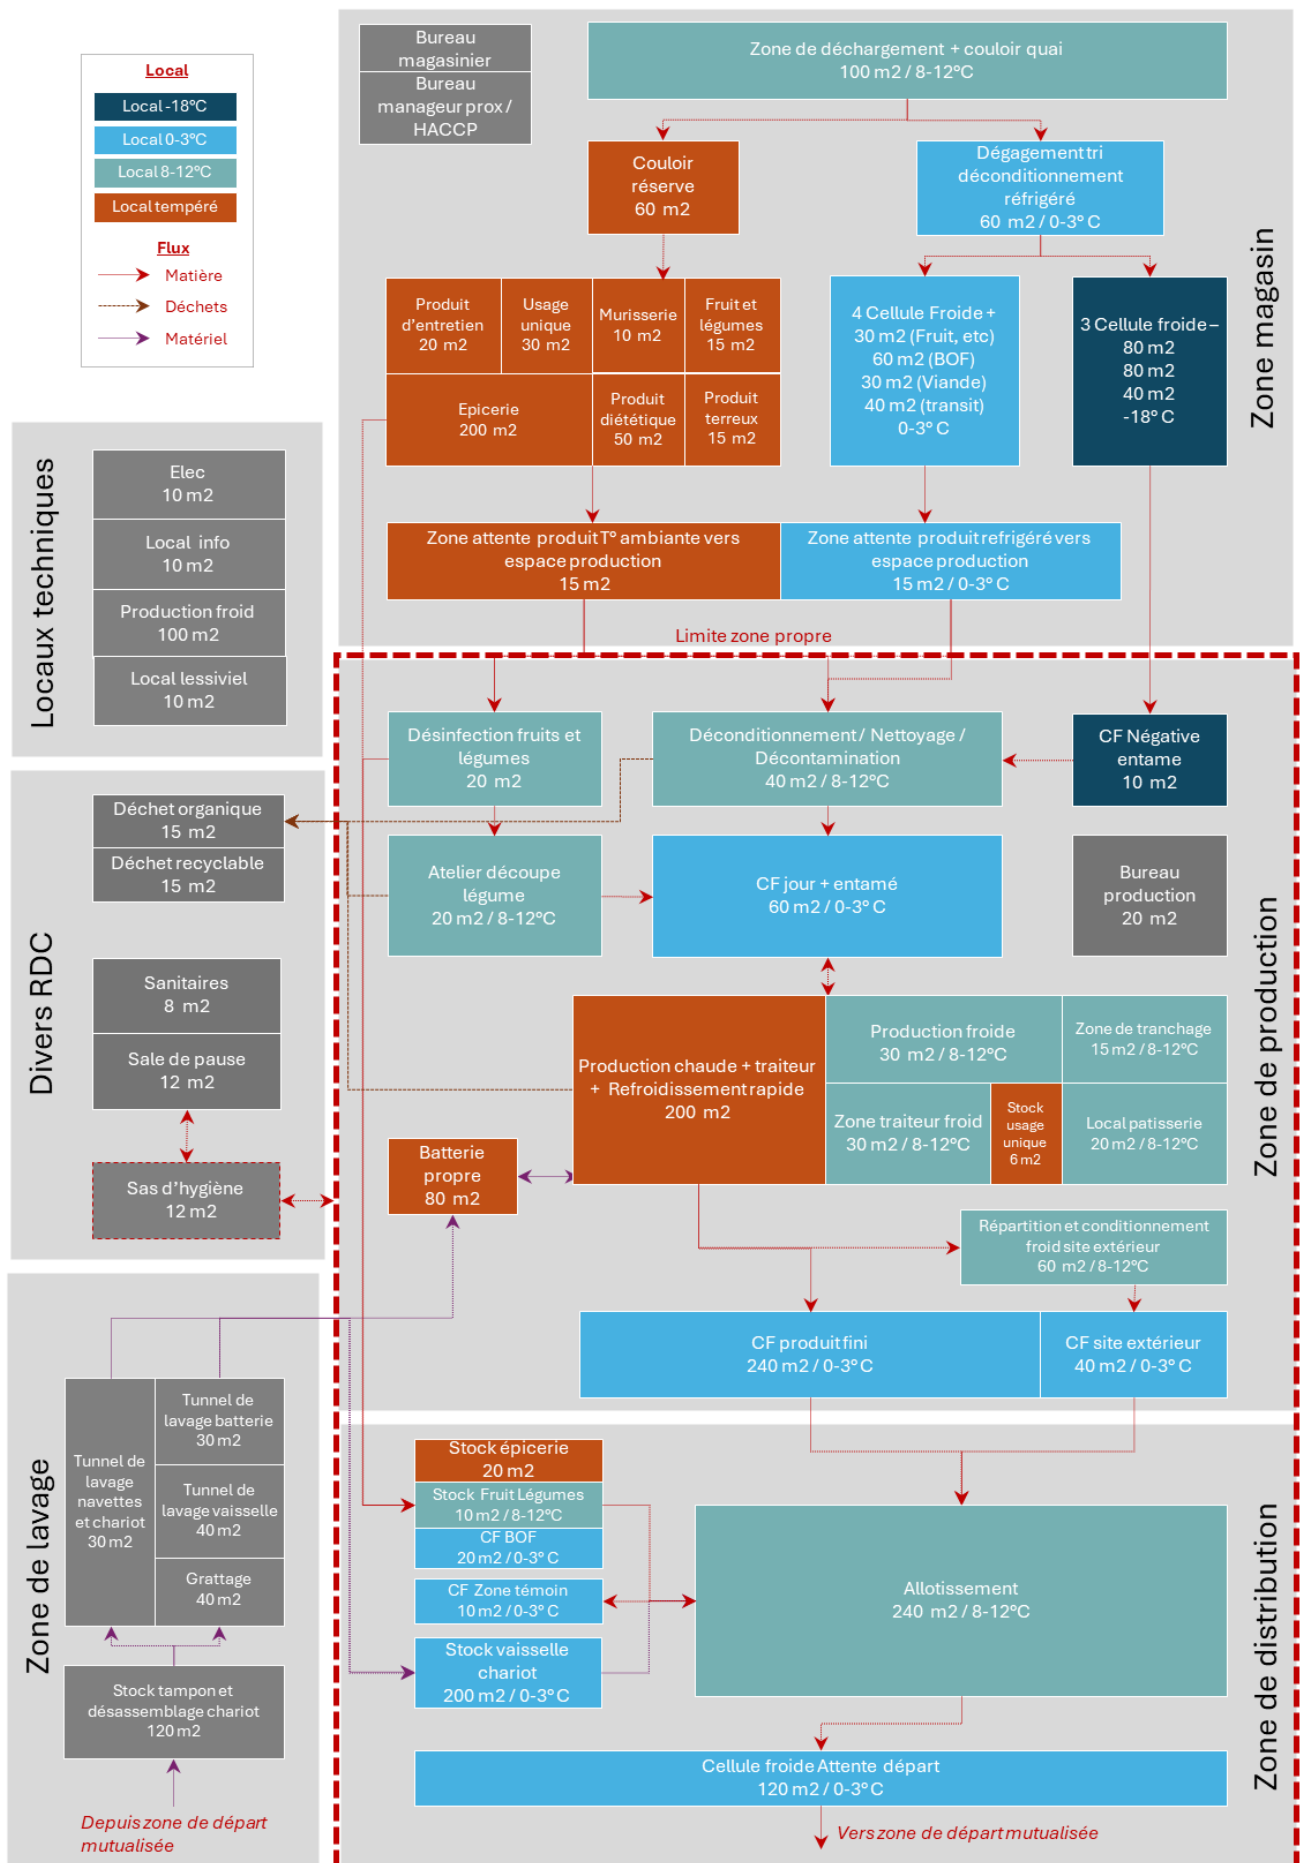 Local
Local -18°C
Local 0-3°C
Local 8-12°C
Local tempéré
Flux
Matière
Déchets
Matériel
Zone magasin
Bureau
magasinier
Bureau
manageur prox /
HACCP
Zone de déchargement + couloir quai
100 m2 / 8-12°C
Couloir
réserve
60 m2
Dégagement tri
déconditionnement
réfrigéré
60 m2 / 0-3° C
Produit
d'entretien
20 m2
Usage
unique
30 m2
Murisserie
10 m2
Fruit et
légumes
15 m2
Epicerie
200 m2
Produit
diététique
50 m2
Produit
terreux
15 m2
4 Cellule Froide +
30 m2 (Fruit, etc)
60 m2 (BOF)
30 m2 (Viande)
40 m2 (transit)
0-3° C
3 Cellule froide –
80 m2
80 m2
40 m2
-18° C
Zone attente produit T° ambiante vers
espace production
15 m2
Zone attente produit refrigéré vers
espace production
15 m2 / 0-3° C
Limite zone propre
Locaux techniques
Elec
10 m2
Local info
10 m2
Production froid
100 m2
Local lessiviel
10 m2
Zone de production
Désinfection fruits et
légumes
20 m2
Déconditionnement / Nettoyage /
Décontamination
40 m2 / 8-12°C
CF Négative
entame
10 m2
Atelier découpe
légume
20 m2 / 8-12°C
CF jour + entamé
60 m2 / 0-3° C
Bureau
production
20 m2
Production chaude + traiteur
+ Refroidissement rapide
200 m2
Production froide
30 m2 / 8-12°C
Zone de tranchage
15 m2 / 8-12°C
Zone traiteur froid
30 m2 / 8-12°C
Stock
usage
unique
6 m2
Local patisserie
20 m2 / 8-12°C
Batterie
propre
80 m2
Répartition et conditionnement
froid site extérieur
60 m2 / 8-12°C
CF produit fini
240 m2 / 0-3° C
CF site extérieur
40 m2 / 0-3° C
Divers RDC
Déchet organique
15 m2
Déchet recyclable
15 m2
Sanitaires
8 m2
Sale de pause
12 m2
Sas d'hygiène
12 m2
Zone de lavage
Tunnel de
lavage
navettes
et chariot
30 m2
Tunnel de
lavage batterie
30 m2
Tunnel de
lavage vaisselle
40 m2
Grattage
40 m2
Stock tampon et
désassemblage chariot
120 m2
Depuis zone de départ
mutualisée
Zone de distribution
Stock épicerie
20 m2
Stock Fruit Légumes
10 m2 / 8-12°C
CF BOF
20 m2 / 0-3° C
CF Zone témoin
10 m2 / 0-3° C
Stock vaisselle
chariot
200 m2 / 0-3° C
Allotissement
240 m2 / 8-12°C
Cellule froide Attente départ
120 m2 / 0-3° C
Vers zone de départ mutualisée